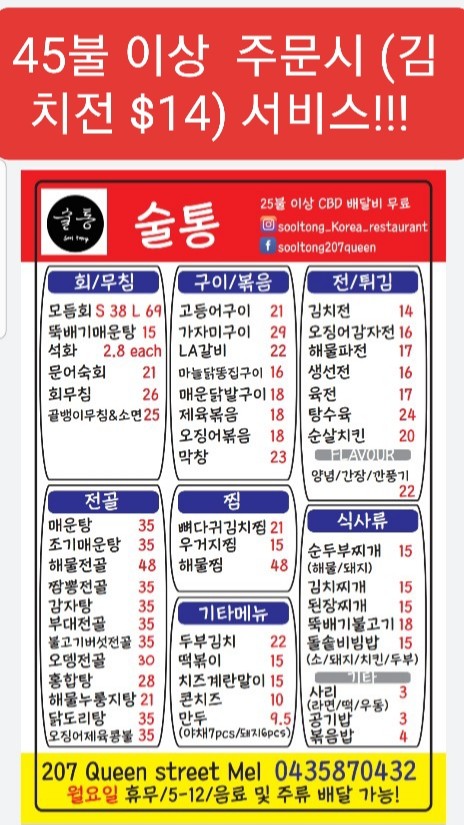 45불 이상 주문시 (김
치전 $14) 서비스!!!
술통
sool tong
술통
25불 이상 CBD 배달비 무료
sooltong_Korea_restaurant
sooltong207queen
회/무침
모듬회 S 38 L 69
뚝배기매운탕 15
석화 2.8 each
문어숙회 21
회무침 26
골뱅이무침&소면 25
구이/볶음
고등어구이 21
가자미구이 29
LA갈비 22
마늘닭똥집구이 16
매운닭발구이 18
제육볶음 18
오징어볶음 18
막창 23
전/튀김
김치전 14
오징어감자전 16
해물파전 17
생선전 16
육전 17
탕수육 24
순살치킨 20
FLAVOUR
양념/간장/깐풍기
22
전골
매운탕 35
조기매운탕 35
해물전골 48
짬뽕전골 35
감자탕 35
부대전골 35
불고기버섯전골 35
오뎅전골 30
홍합탕 28
해물누룽지탕 21
닭도리탕 35
오징어제육콩불 35
찜
뼈다귀김치찜 21
우거지찜 15
해물찜 48
기타메뉴
두부김치 22
떡볶이 15
치즈계란말이 15
콘치즈 10
만두 9.5
(야채7pcs/돼지6pcs)
식사류
순두부찌개 15
(해물/돼지)
김치찌개 15
된장찌개 15
뚝배기불고기 18
돌솥비빔밥 15
(소/돼지/치킨/두부)
기타
사리 3
(라면/떡/우동)
공기밥 3
볶음밥 4
207 Queen street Mel 0435870432
월요일 휴무/5-12/음료 및 주류 배달 가능!